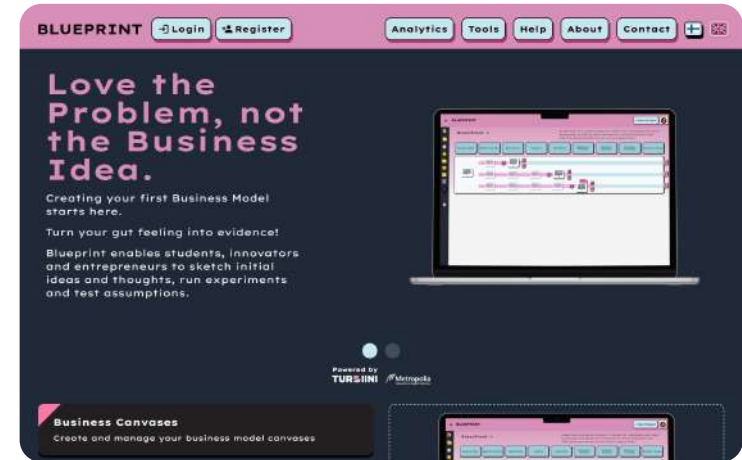 BLUEPRINT Login Register Analytics Tools Help About Contact
Love the
Problem, not
the Business
Idea.
Creating your first Business Model
starts here.
Turn your gut feeling into evidence!
Blueprint enables students, innovators
and entrepreneurs to sketch initial
ideas and thoughts, run experiments
and test assumptions.
Powered by
TURBIINI Metropolia
Business Canvases
Create and manage your business model canvases
BLUEPRINT
BLUEPRINT